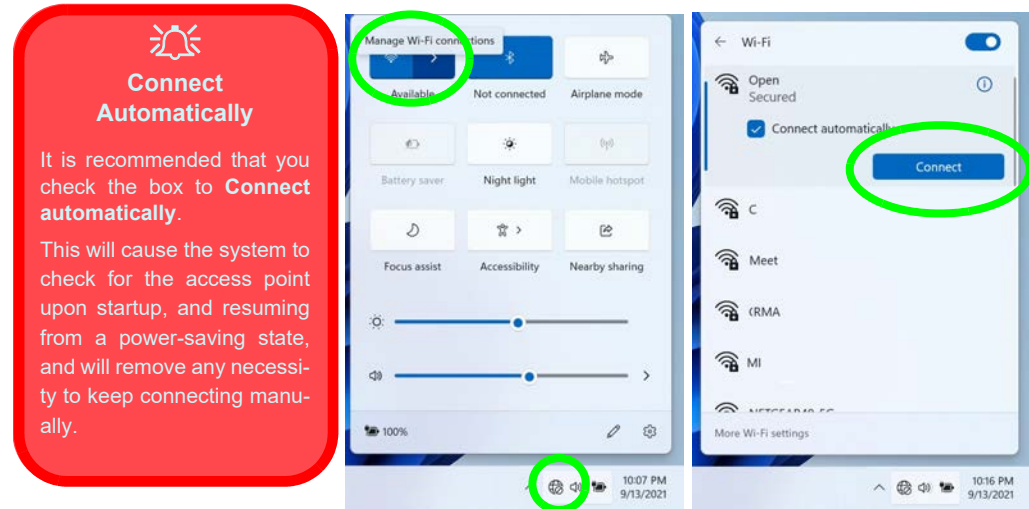 Connect
Automatically
It is recommended that you
check the box to Connect
automatically.
This will cause the system to
check for the access point
upon startup, and resuming
from a power-saving state,
and will remove any necessi-
ty to keep connecting manu-
ally.
Manage Wi-Fi connections
Available
Not connected
Airplane mode
Battery saver
Night light
Mobile hotspot
Focus assist
Accessibility
Nearby sharing
100%
10:07 PM
9/13/2021
Wi-Fi
Open
Secured
Connect automatically
Connect
C
Meet
(RMA
MI
More Wi-Fi settings
10:16 PM
9/13/2021